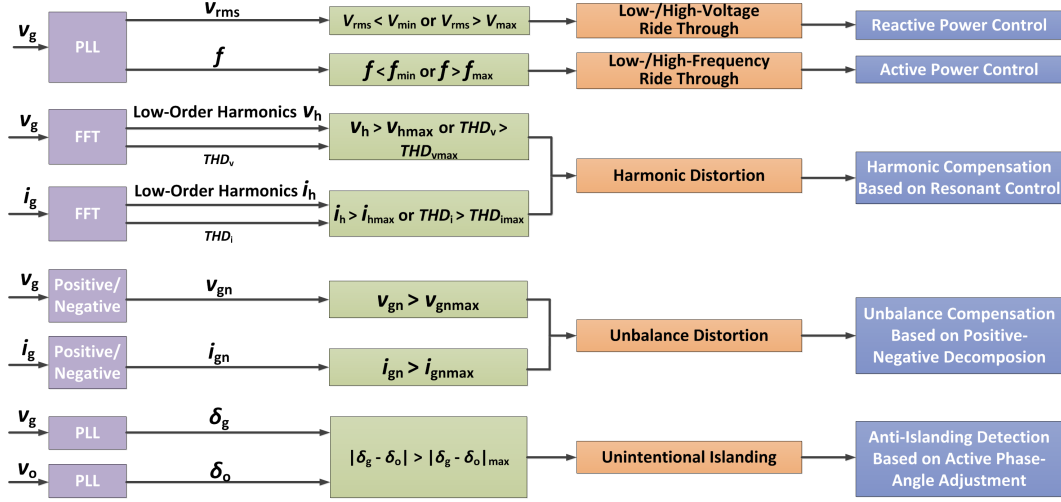 v_g
PLL
v_rms
V_rms < V_min or V_rms > V_max
Low-/High-Voltage
Ride Through
Reactive Power Control
f
f < f_min or f > f_max
Low-/High-Frequency
Ride Through
Active Power Control
v_g
FFT
Low-Order Harmonics v_h
THD_v
v_h > v_hmax or THD_v >
THD_vmax
Harmonic Distortion
Harmonic Compensation
Based on Resonant Control
i_g
FFT
Low-Order Harmonics i_h
THD_i
i_h > i_hmax or THD_i > THD_imax
v_g
Positive/
Negative
v_gn
v_gn > v_gnmax
Unbalance Distortion
Unbalance Compensation
Based on Positive-
Negative Decomposion
i_g
Positive/
Negative
i_gn
i_gn > i_gnmax
v_g
PLL
δ_g
|δ_g - δ_o| > |δ_g - δ_o|_max
Unintentional Islanding
Anti-Islanding Detection
Based on Active Phase-
Angle Adjustment
v_o
PLL
δ_o